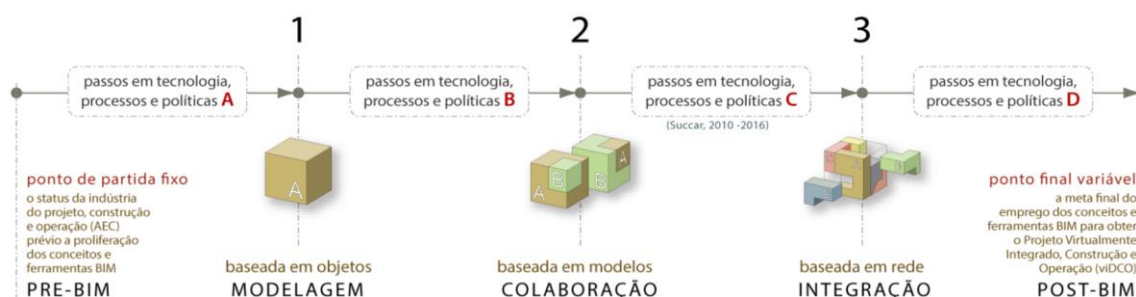 1
2
3
passos em tecnologia,
processos e políticas A
passos em tecnologia,
processos e políticas B
passos em tecnologia,
processos e políticas C
passos em tecnologia,
processos e políticas D
(Succar, 2010 -2016)
A
A
B
B
A
ponto de partida fixo
o status da indústria
do projeto, construção
e operação (AEC)
prévio a proliferação
dos conceitos e
ferramentas BIM
PRE-BIM
baseada em objetos
MODELAGEM
baseada em modelos
COLABORAÇÃO
baseada em rede
INTEGRAÇÃO
ponto final variável
a meta final do
emprego dos conceitos e
ferramentas BIM para obter
o Projeto Virtualmente
Integrado, Construção e
Operação (viDCO)
POST-BIM